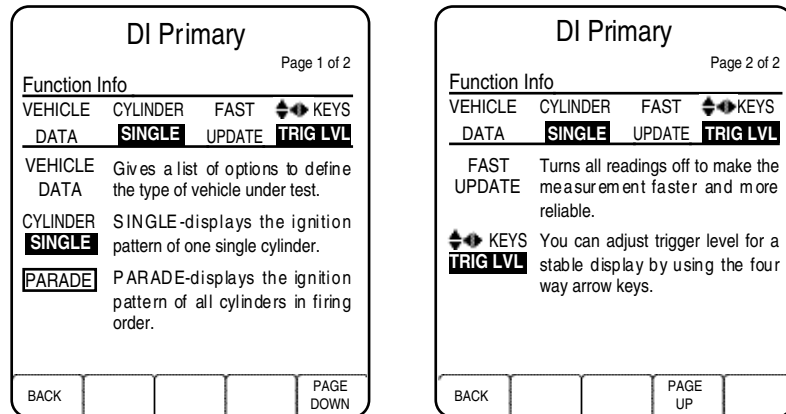 DI Primary
Page 1 of 2
Function Info
VEHICLE CYLINDER FAST KEYS
DATA SINGLE UPDATE TRIG LVL
VEHICLE Gives a list of options to define
DATA the type of vehicle under test.
CYLINDER SINGLE-displays the ignition
SINGLE pattern of one single cylinder.
PARADE PARADE-displays the ignition
pattern of all cylinders in firing
order.
BACK PAGE
DOWN
DI Primary
Page 2 of 2
Function Info
VEHICLE CYLINDER FAST KEYS
DATA SINGLE UPDATE TRIG LVL
FAST Turns all readings off to make the
UPDATE measurement faster and more
reliable.
KEYS You can adjust trigger level for a
TRIG LVL stable display by using the four
way arrow keys.
BACK PAGE
UP